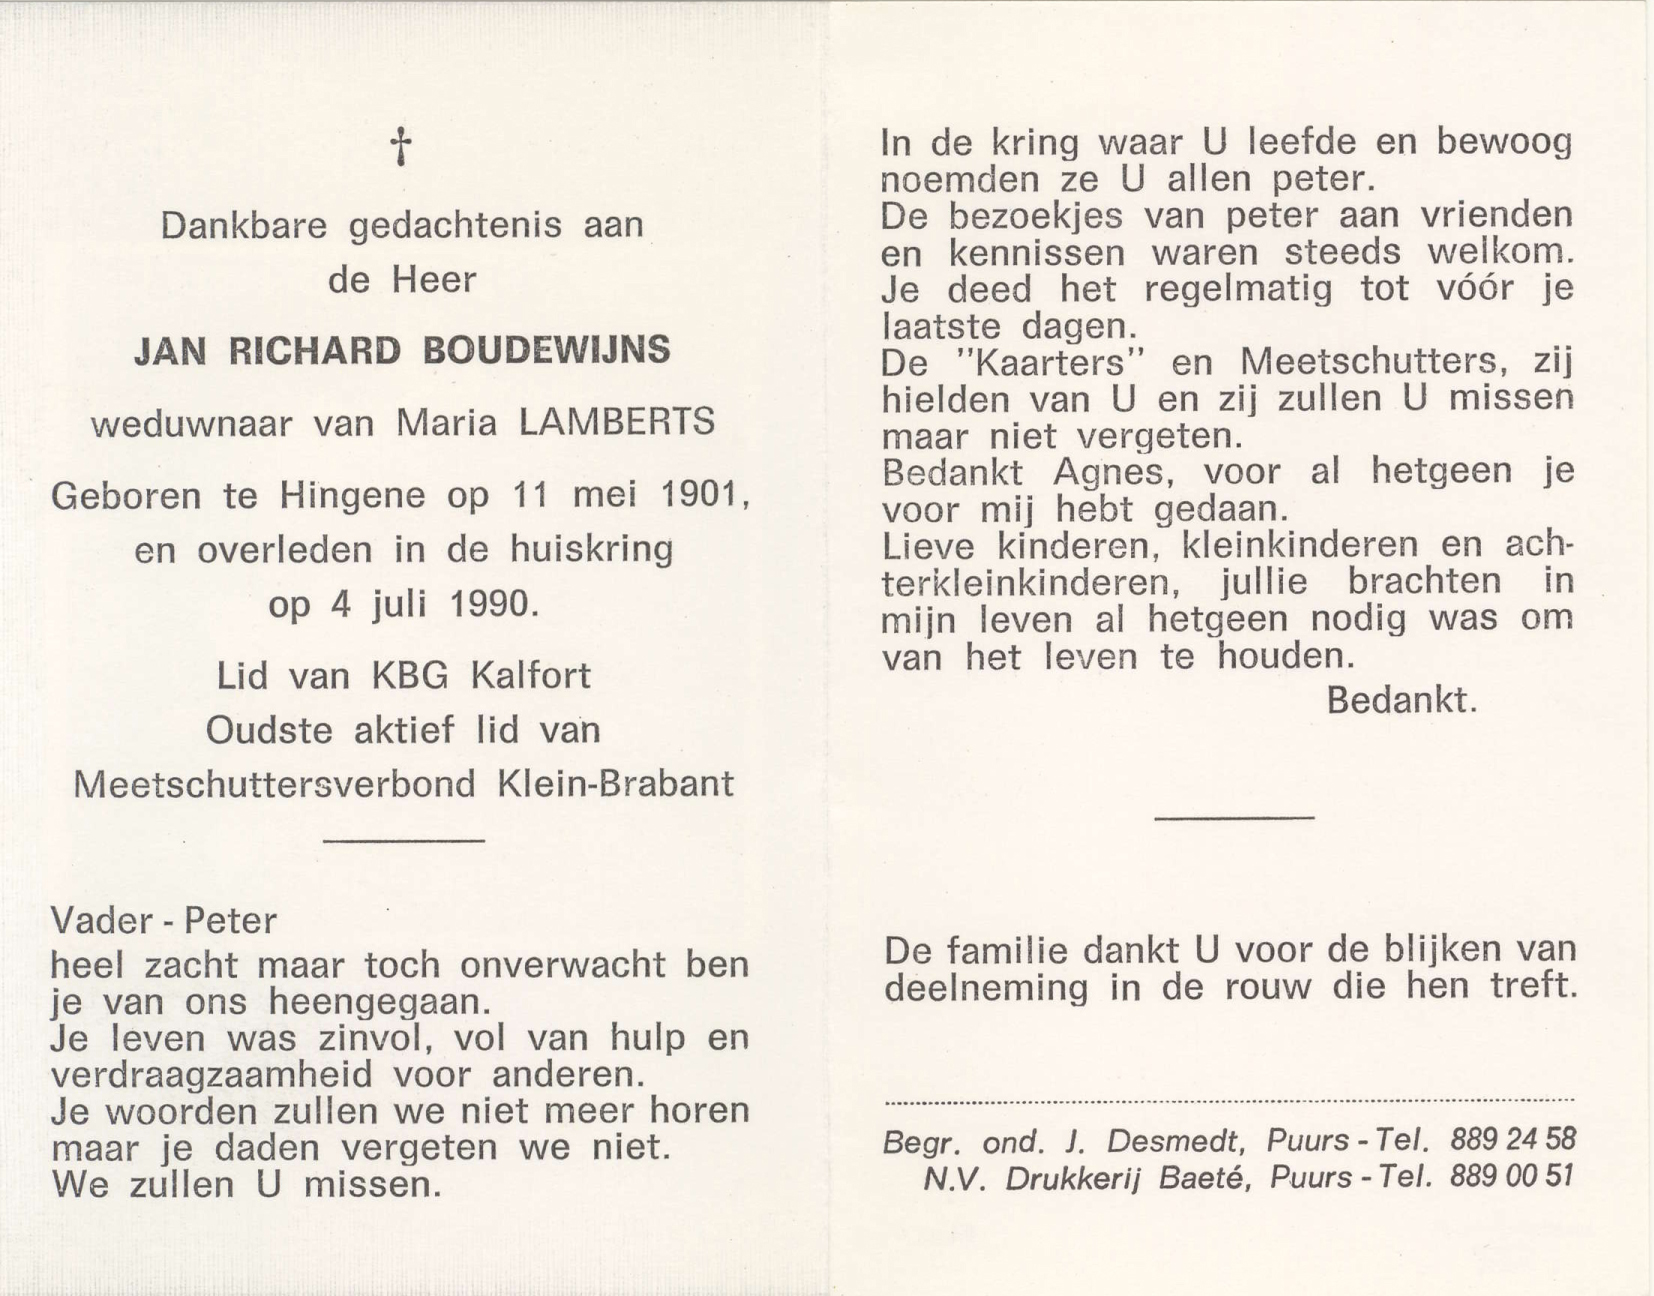 †
Dankbare gedachtenis aan
de Heer
JAN RICHARD BOUDEWIJNS
weduwnaar van Maria LAMBERTS
Geboren te Hingene op 11 mei 1901,
en overleden in de huiskring
op 4 juli 1990.
Lid van KBG Kalfort
Oudste aktief lid van
Meetschuttersverbond Klein-Brabant
Vader - Peter
heel zacht maar toch onverwacht ben
je van ons heengegaan.
Je leven was zinvol, vol van hulp en
verdraagzaamheid voor anderen.
Je woorden zullen we niet meer horen
maar je daden vergeten we niet.
We zullen U missen.
In de kring waar U leefde en bewoog
noemden ze U allen peter.
De bezoekjes van peter aan vrienden
en kennissen waren steeds welkom.
Je deed het regelmatig tot vóór je
laatste dagen.
De "Kaarters" en Meetschutters, zij
hielden van U en zij zullen U missen
maar niet vergeten.
Bedankt Agnes, voor al hetgeen je
voor mij hebt gedaan.
Lieve kinderen, kleinkinderen en ach-
terkleinkinderen, jullie brachten in
mijn leven al hetgeen nodig was om
van het leven te houden.
Bedankt.
De familie dankt U voor de blijken van
deelneming in de rouw die hen treft.
Begr. ond. J. Desmedt, Puurs - Tel. 889 24 58
N.V. Drukkerij Baeté, Puurs - Tel. 889 00 51